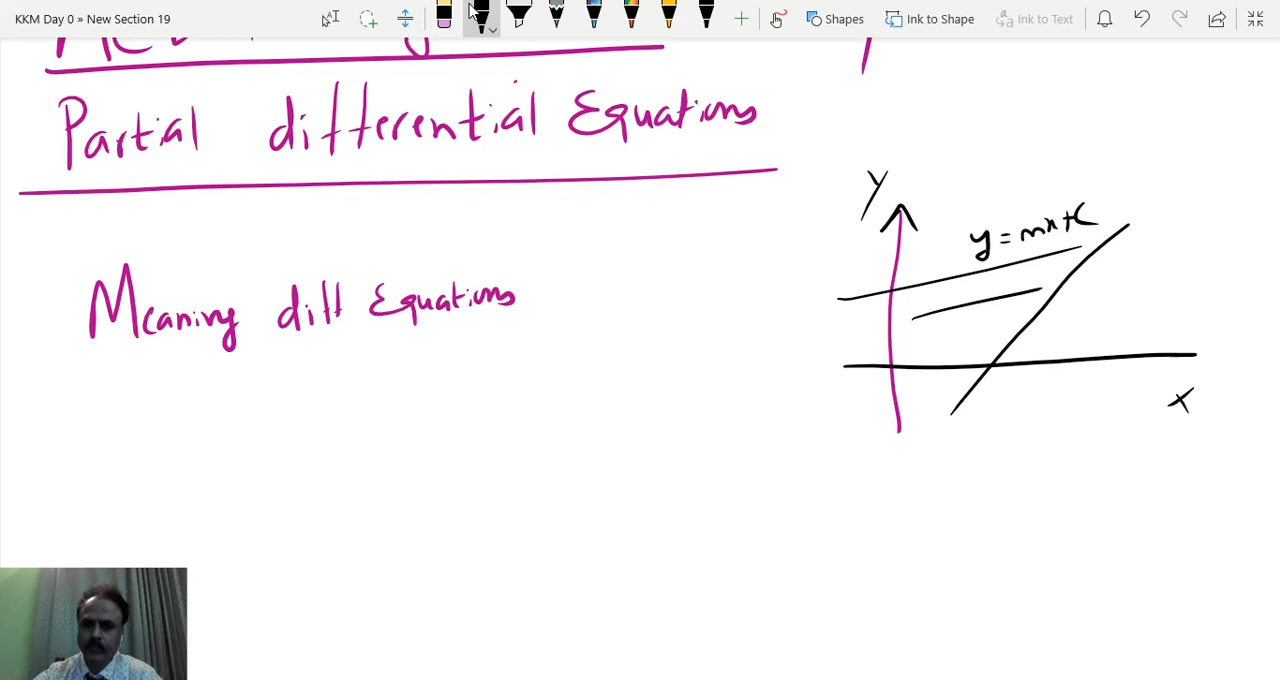 KKM Day 0 » New Section 19
Shapes
Ink to Shape
Ink to Text
Partial differential Equations
Meaning diff Equations
y
y = mx + c
x